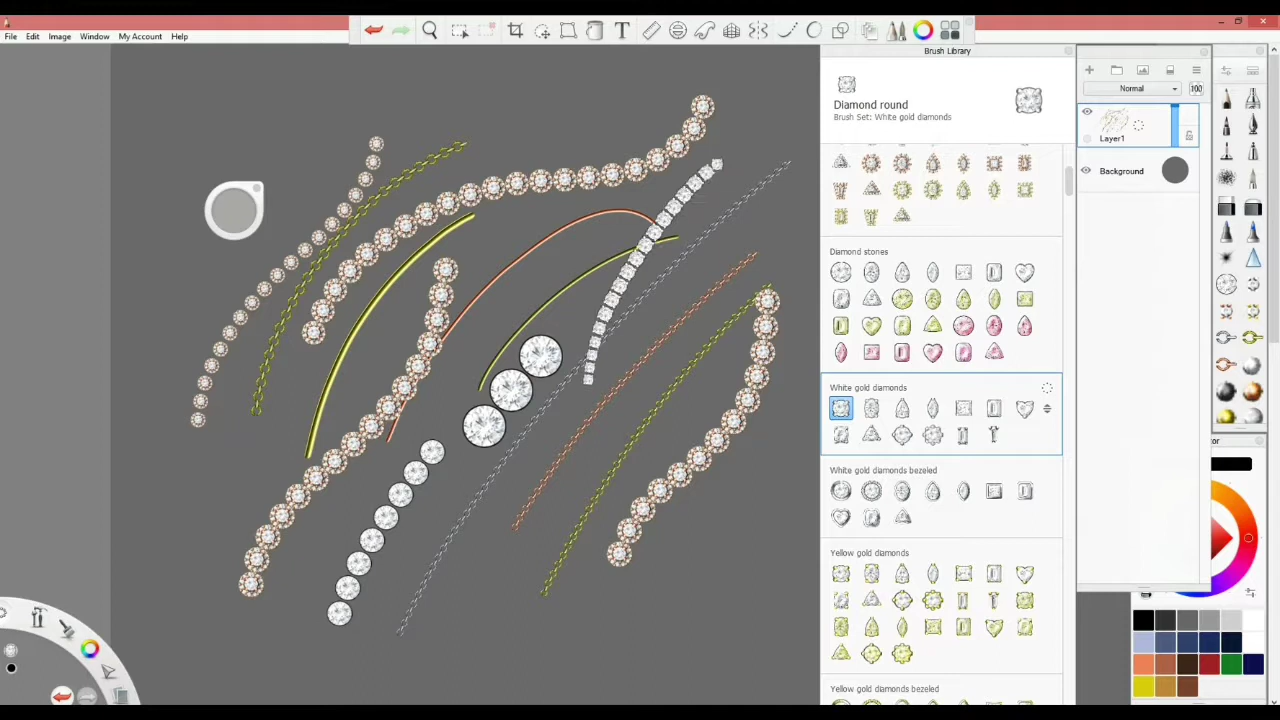 File Edit Image Window My Account Help
T
Brush Library
Diamond round
Brush Set: White gold diamonds
Diamond stones
White gold diamonds
White gold diamonds bezeled
Yellow gold diamonds
Yellow gold diamonds bezeled
Normal
100
Layer1
Background
or